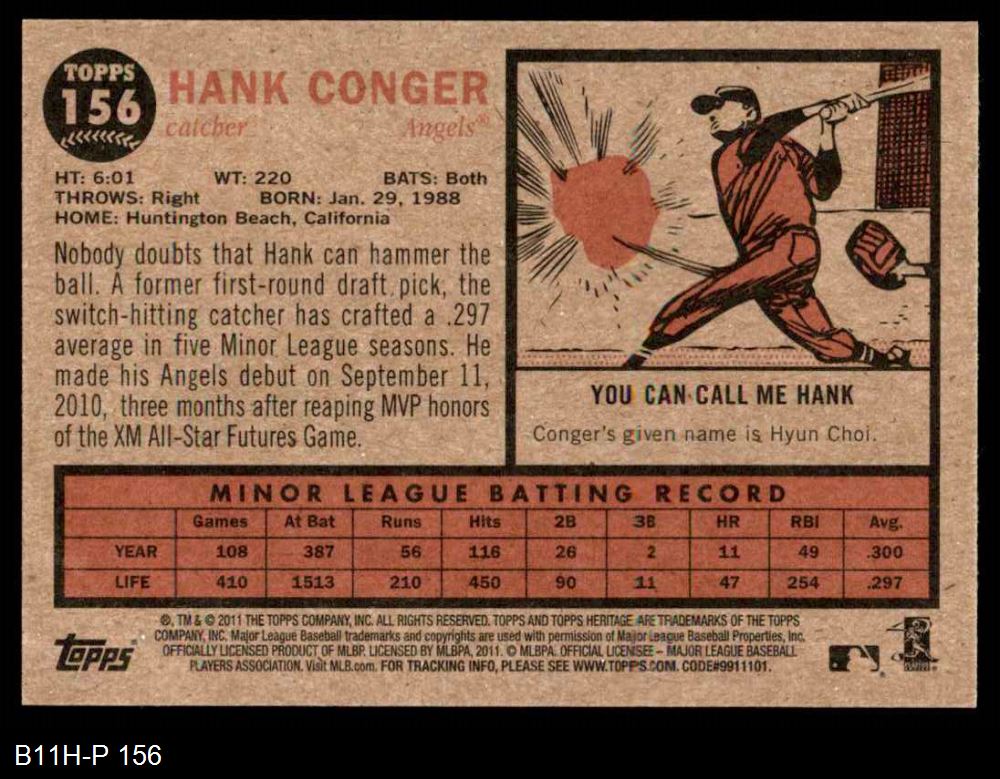 TOPPS
156
HANK CONGER
catcher Angels®
HT: 6:01 WT: 220 BATS: Both
THROWS: Right BORN: Jan. 29, 1988
HOME: Huntington Beach, California
Nobody doubts that Hank can hammer the
ball. A former first-round draft pick, the
switch-hitting catcher has crafted a .297
average in five Minor League seasons. He
made his Angels debut on September 11,
2010, three months after reaping MVP honors
of the XM All-Star Futures Game.
YOU CAN CALL ME HANK
Conger's given name is Hyun Choi.
MINOR LEAGUE BATTING RECORD
Games At Bat Runs Hits 2B 3B HR RBI Avg.
YEAR 108 387 56 116 26 2 11 49 .300
LIFE 410 1513 210 450 90 11 47 254 .297
®, TM & © 2011 THE TOPPS COMPANY, INC. ALL RIGHTS RESERVED. TOPPS AND TOPPS HERITAGE ARE TRADEMARKS OF THE TOPPS
COMPANY, INC. Major League Baseball trademarks and copyrights are used with permission of Major League Baseball Properties, Inc.
OFFICIALLY LICENSED PRODUCT OF MLBP. LICENSED BY MLBPA, 2011. © MLBPA. OFFICIAL LICENSEE – MAJOR LEAGUE BASEBALL
PLAYERS ASSOCIATION. Visit MLB.com. FOR TRACKING INFO, PLEASE SEE WWW.TOPPS.COM. CODE#9911101.
Topps®
B11H-P 156